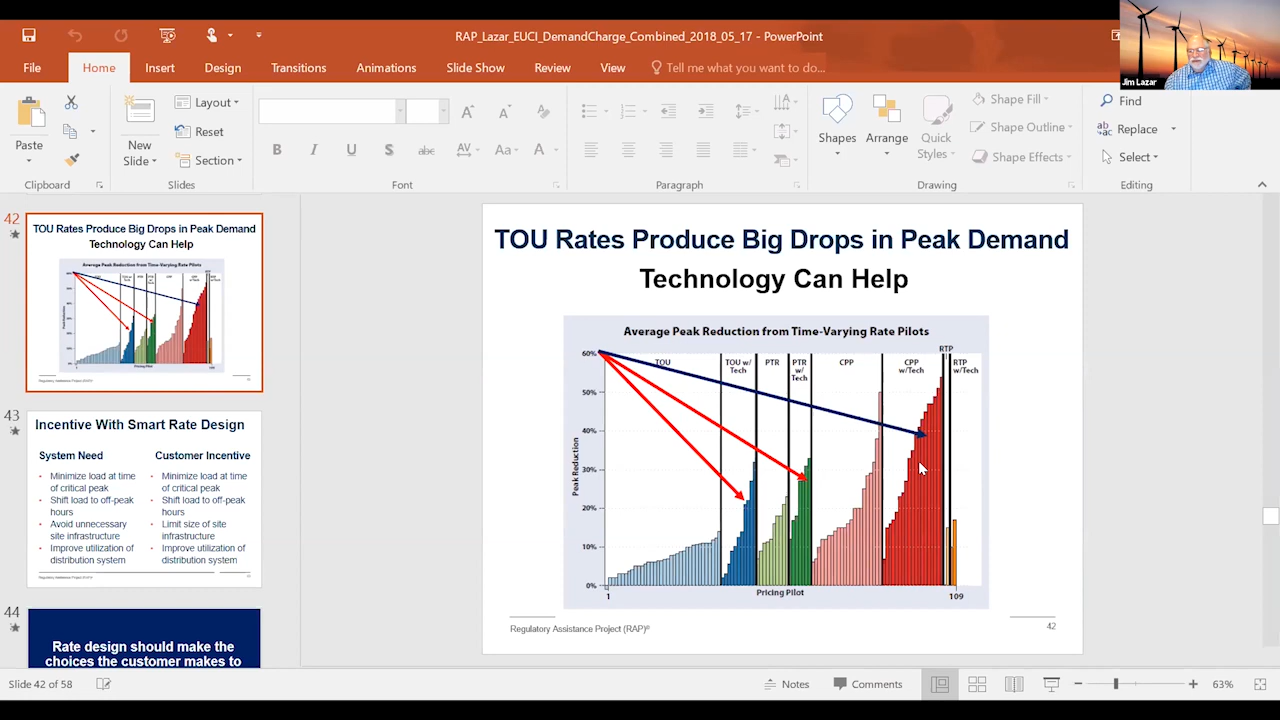 RAP_Lazar_EUCI_DemandCharge_Combined_2018_05_17 - PowerPoint
Jim Lazar
File
Home
Insert
Design
Transitions
Animations
Slide Show
Review
View
Tell me what you want to do...
Paste
Clipboard
New
Slide
Layout
Reset
Section
Slides
B I U S abc AV Aa A
Font
Paragraph
Shapes
Arrange
Quick
Styles
Shape Fill
Shape Outline
Shape Effects
Drawing
Find
Replace
Select
Editing
42
TOU Rates Produce Big Drops in Peak Demand
Technology Can Help
Average Peak Reduction from Time-Varying Rate Pilots
Pricing Pilot
43
Incentive With Smart Rate Design
System Need
Customer Incentive
• Minimize load at time
of critical peak
• Shift load to off-peak
hours
• Avoid unnecessary
site infrastructure
• Improve utilization of
distribution system
• Minimize load at time
of critical peak
• Shift load to off-peak
hours
• Limit size of site
infrastructure
• Improve utilization of
distribution system
44
Rate design should make the
choices the customer makes to
TOU Rates Produce Big Drops in Peak Demand
Technology Can Help
Average Peak Reduction from Time-Varying Rate Pilots
TOU
TOU w/
Tech
PTR
PTR
w/
Tech
CPP
CPP
w/Tech
RTP
RTP
w/Tech
60%
50%
40%
30%
20%
10%
0%
Peak Reduction
1
Pricing Pilot
109
Regulatory Assistance Project (RAP)®
42
Slide 42 of 58
Notes
Comments
63%